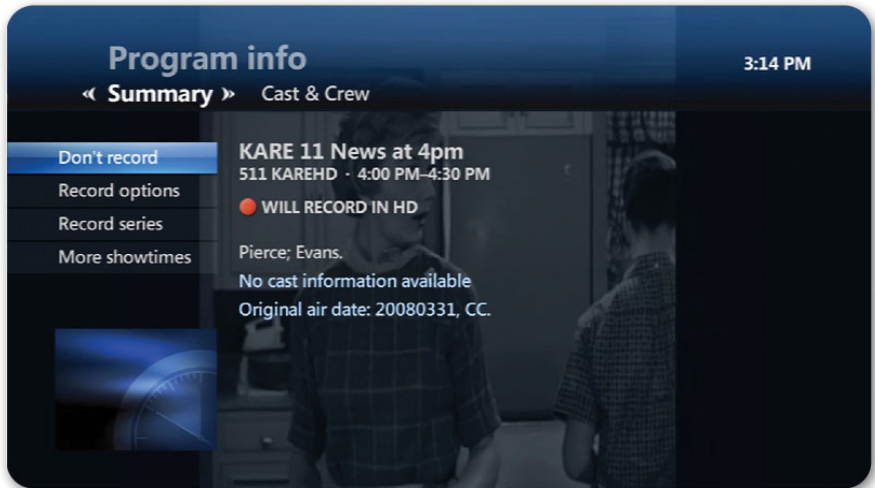 Program info
3:14 PM
« Summary » Cast & Crew
Don't record
Record options
Record series
More showtimes
KARE 11 News at 4pm
511 KAREHD · 4:00 PM–4:30 PM
WILL RECORD IN HD
Pierce; Evans.
No cast information available
Original air date: 20080331, CC.